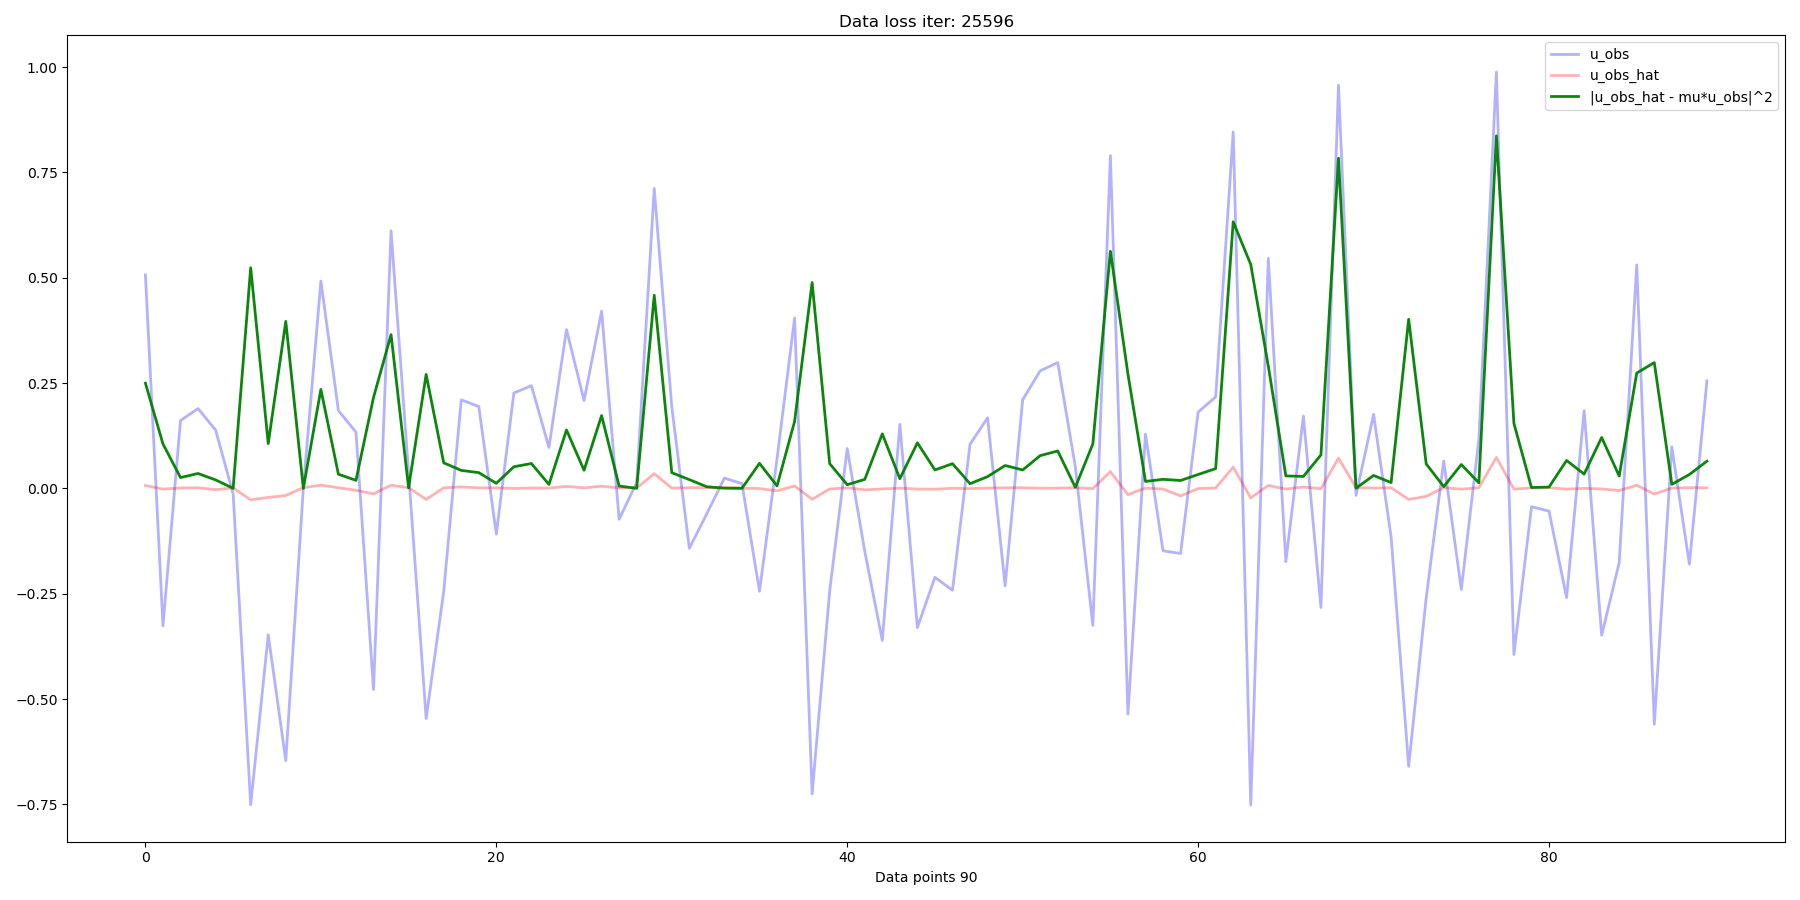 Data loss iter: 25596
u_obs
u_obs_hat
|u_obs_hat - mu*u_obs|^2
1.00
0.75
0.50
0.25
0.00
−0.25
−0.50
−0.75
0 20 40 60 80
Data points 90